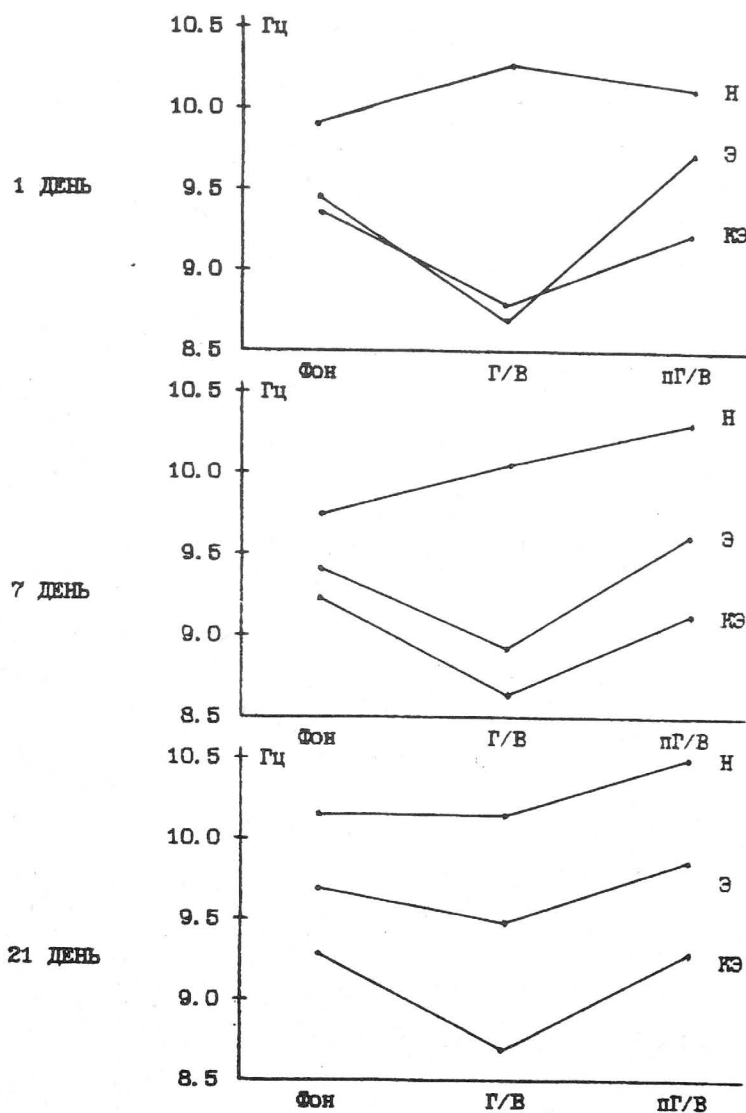 10.5 Гц
10.0
Н
Э
1 ДЕНЬ
9.5
КЭ
9.0
8.5
Фон Г/В пГ/В
10.5 Гц
Н
10.0
9.5
Э
7 ДЕНЬ
КЭ
9.0
8.5
Фон Г/В пГ/В
10.5 Гц
Н
10.0
Э
9.5
21 ДЕНЬ
КЭ
9.0
8.5
Фон Г/В пГ/В